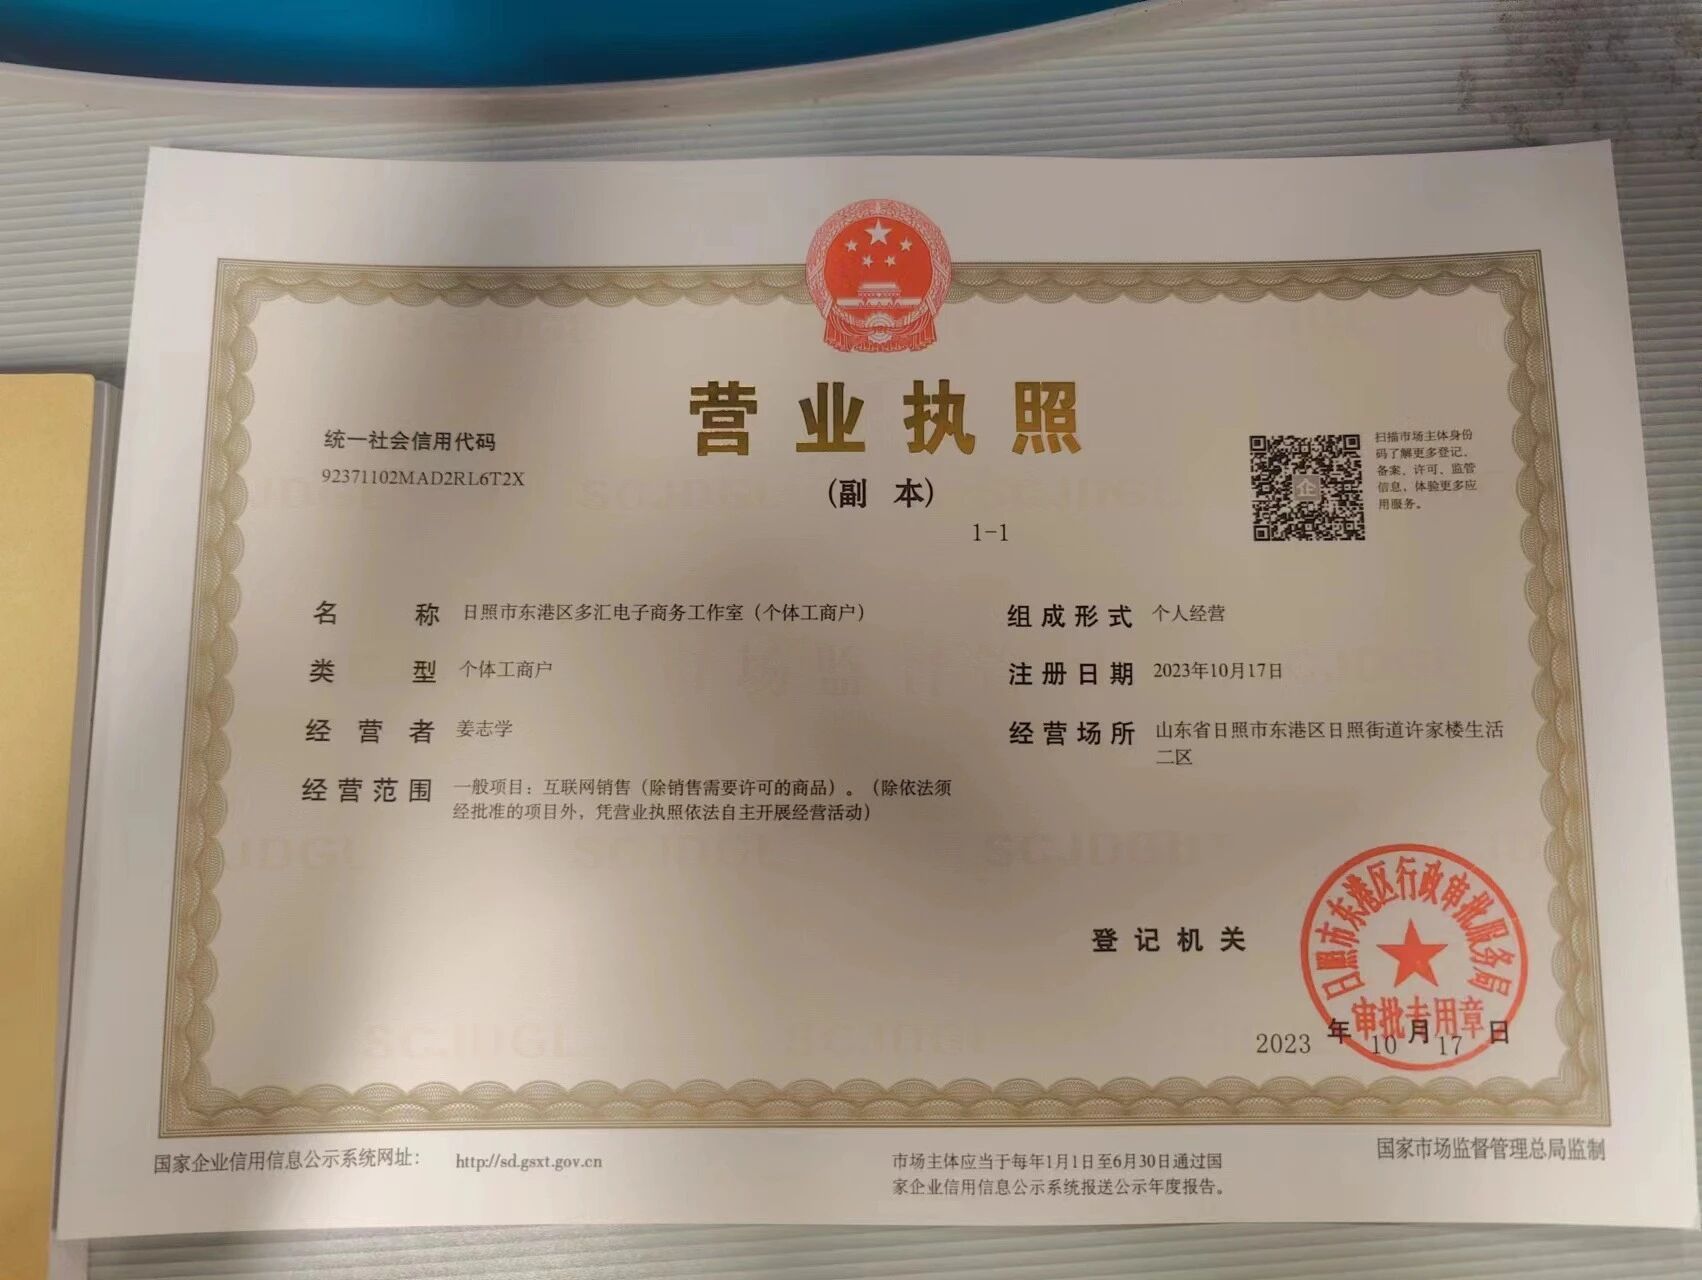 营业执照
(副 本)
1-1
统一社会信用代码
92371102MAD2RL6T2X
扫描市场主体身份
码了解更多登记、
备案、许可、监管
信息，体验更多应
用服务。
企
名 称 日照市东港区多汇电子商务工作室（个体工商户）
类 型 个体工商户
经 营 者 姜志学
经 营 范 围 一般项目：互联网销售（除销售需要许可的商品）。（除依法须
经批准的项目外，凭营业执照依法自主开展经营活动）
组 成 形 式 个人经营
注 册 日 期 2023年10月17日
经 营 场 所 山东省日照市东港区日照街道许家楼生活
二区
登 记 机 关
日照市东港区行政审批服务局
审批专用章
2023 年 10 月 17 日
国家企业信用信息公示系统网址： http://sd.gsxt.gov.cn
市场主体应当于每年1月1日至6月30日通过国
家企业信用信息公示系统报送公示年度报告。
国家市场监督管理总局监制